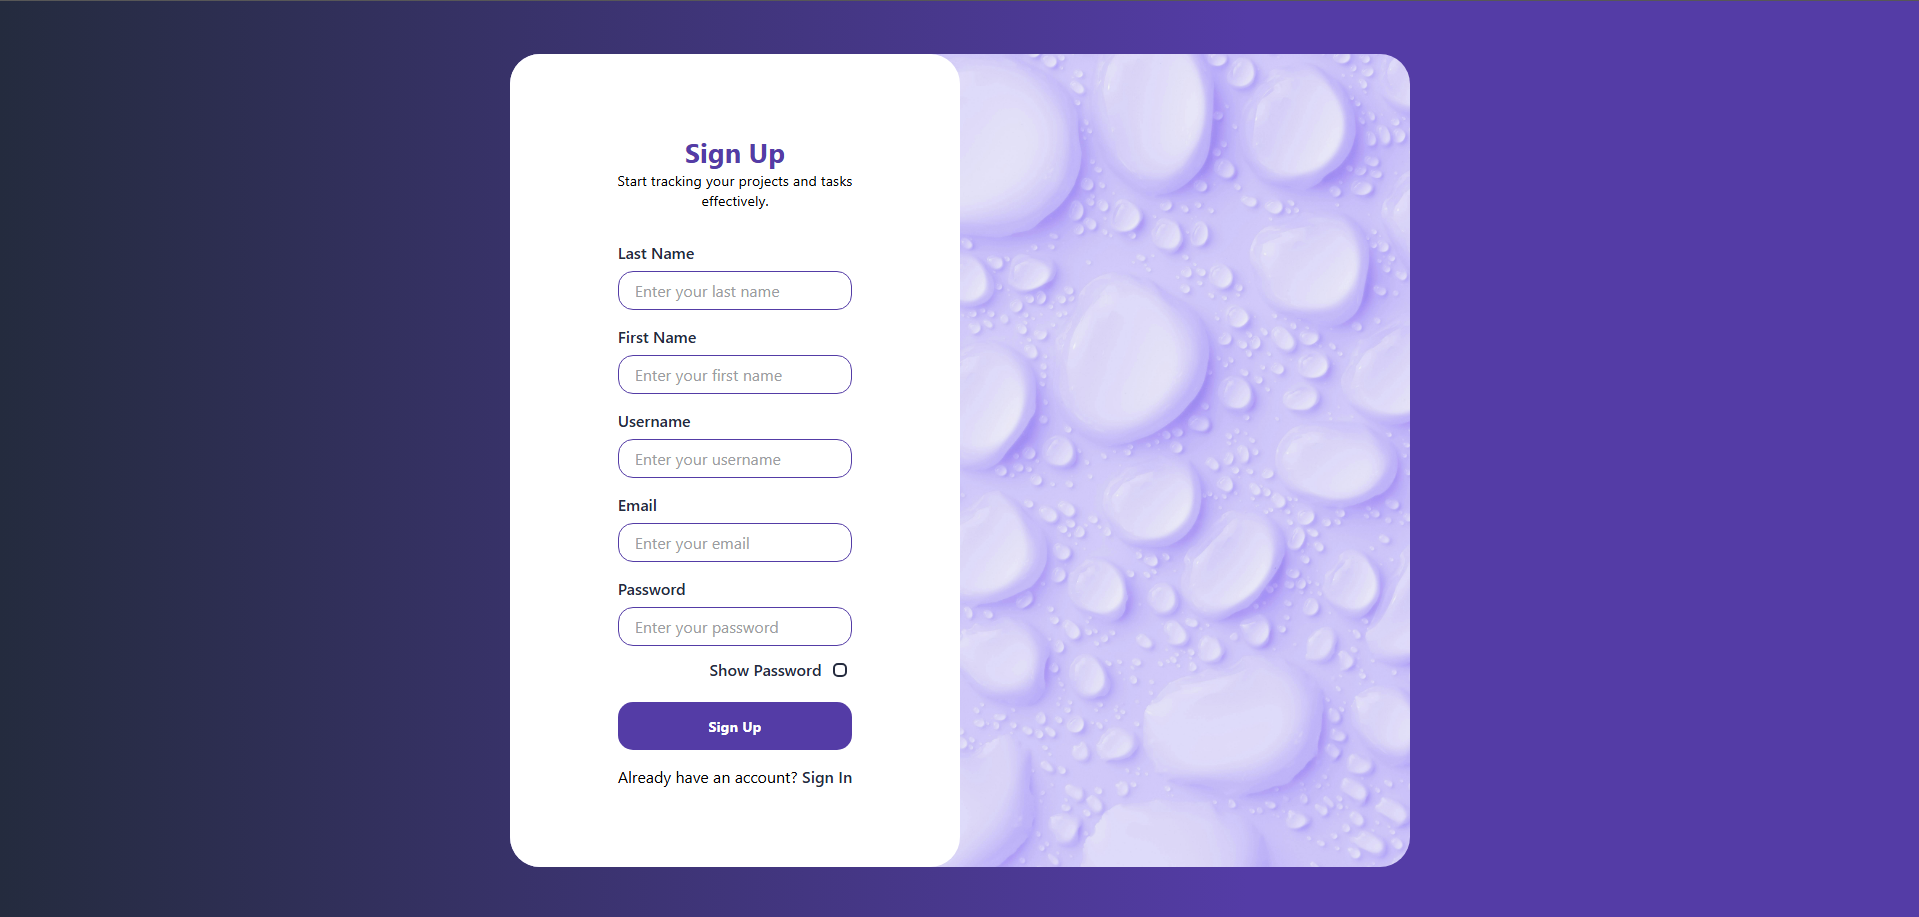 Sign Up
Start tracking your projects and tasks
effectively.
Last Name
Enter your last name
First Name
Enter your first name
Username
Enter your username
Email
Enter your email
Password
Enter your password
Show Password
Sign Up
Already have an account? Sign In